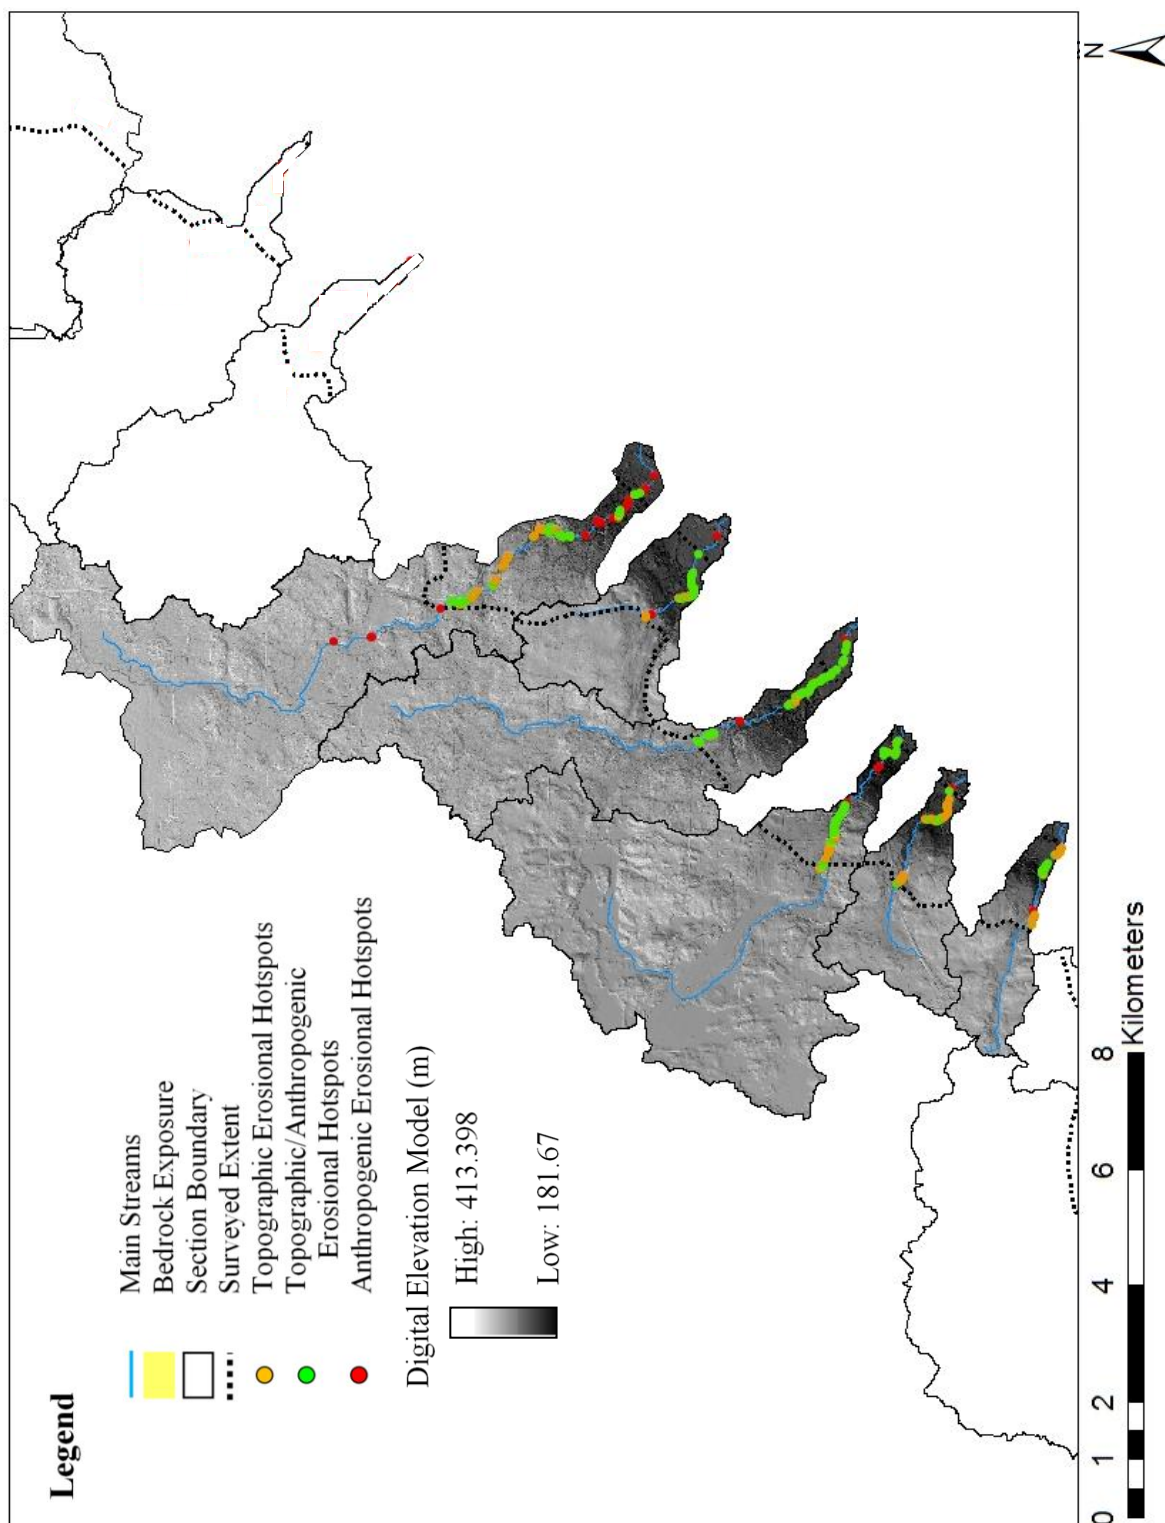 Legend
Main Streams
Bedrock Exposure
Section Boundary
Surveyed Extent
Topographic Erosional Hotspots
Topographic/Anthropogenic
Erosional Hotspots
Anthropogenic Erosional Hotspots
Digital Elevation Model (m)
High: 413.398
Low: 181.67
0 1 2 4 6 8
Kilometers
N